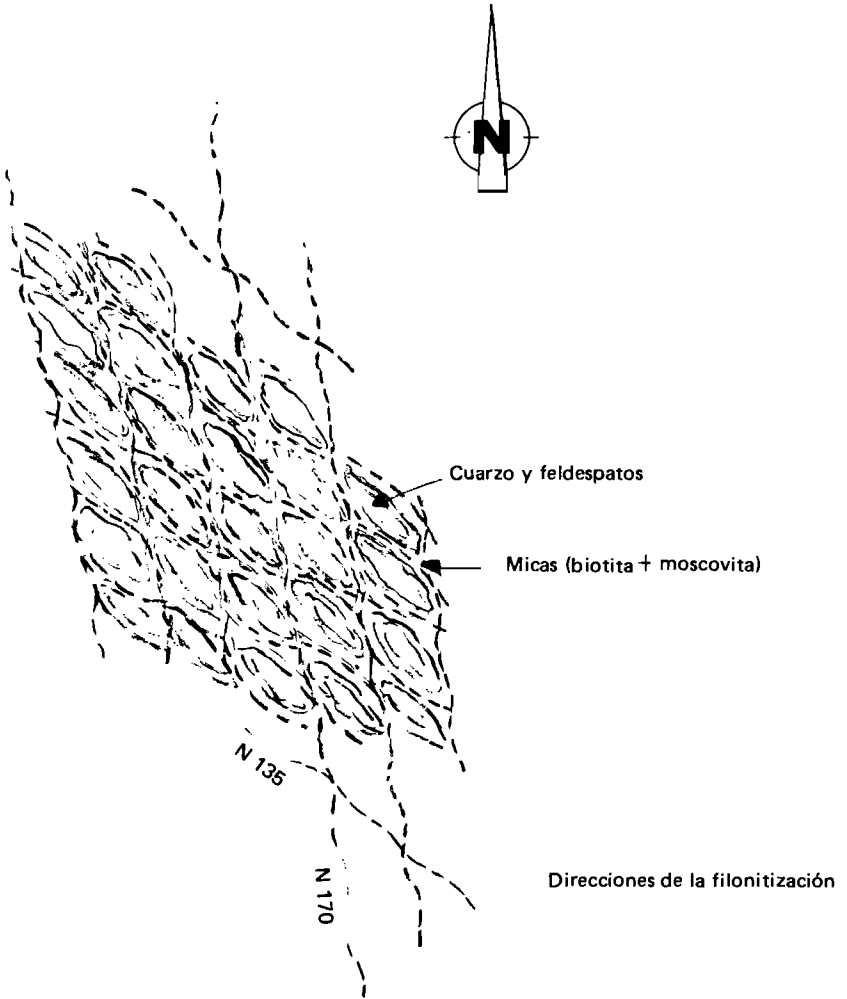 N
Cuarzo y feldespatos
Micas (biotita + moscovita)
N 135
N 170
Direcciones de la filonitización